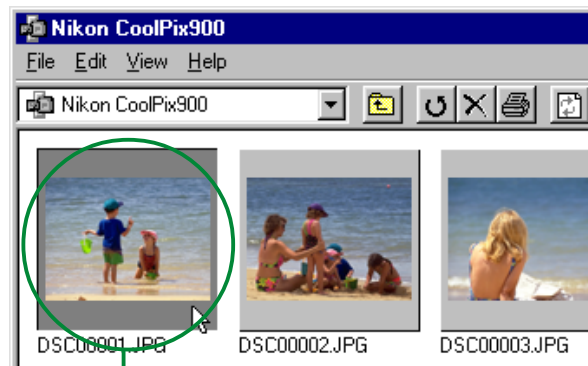 Nikon CoolPix900
File Edit View Help
Nikon CoolPix900
DSC00001.JPG DSC00002.JPG DSC00003.JPG